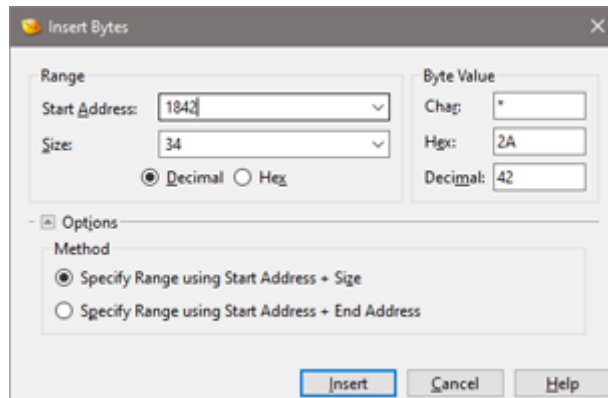 Insert Bytes
Range
Start Address: 1842
Size: 34
Decimal Hex
Byte Value
Char: *
Hex: 2A
Decimal: 42
Options
Method
Specify Range using Start Address + Size
Specify Range using Start Address + End Address
Insert Cancel Help